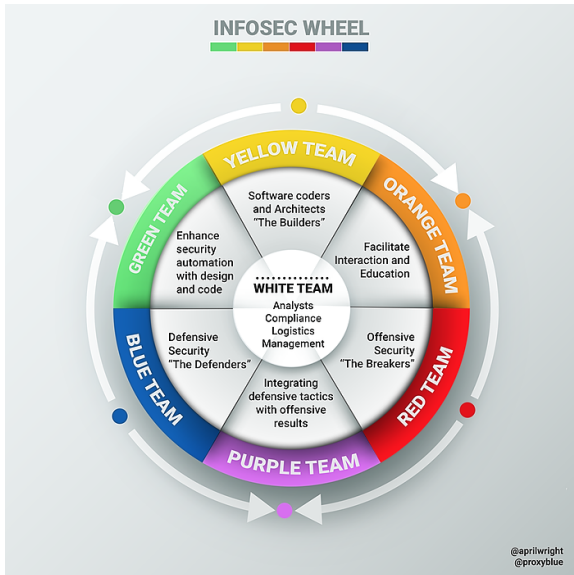 INFOSEC WHEEL
YELLOW TEAM
Software coders
and Architects
“The Builders”
ORANGE TEAM
Facilitate
Interaction and
Education
RED TEAM
Offensive
Security
“The Breakers”
PURPLE TEAM
Integrating
defensive tactics
with offensive
results
BLUE TEAM
Defensive
Security
“The Defenders”
GREEN TEAM
Enhance
security
automation
with design
and code
WHITE TEAM
Analysts
Compliance
Logistics
Management
@aprilwright
@proxyblue